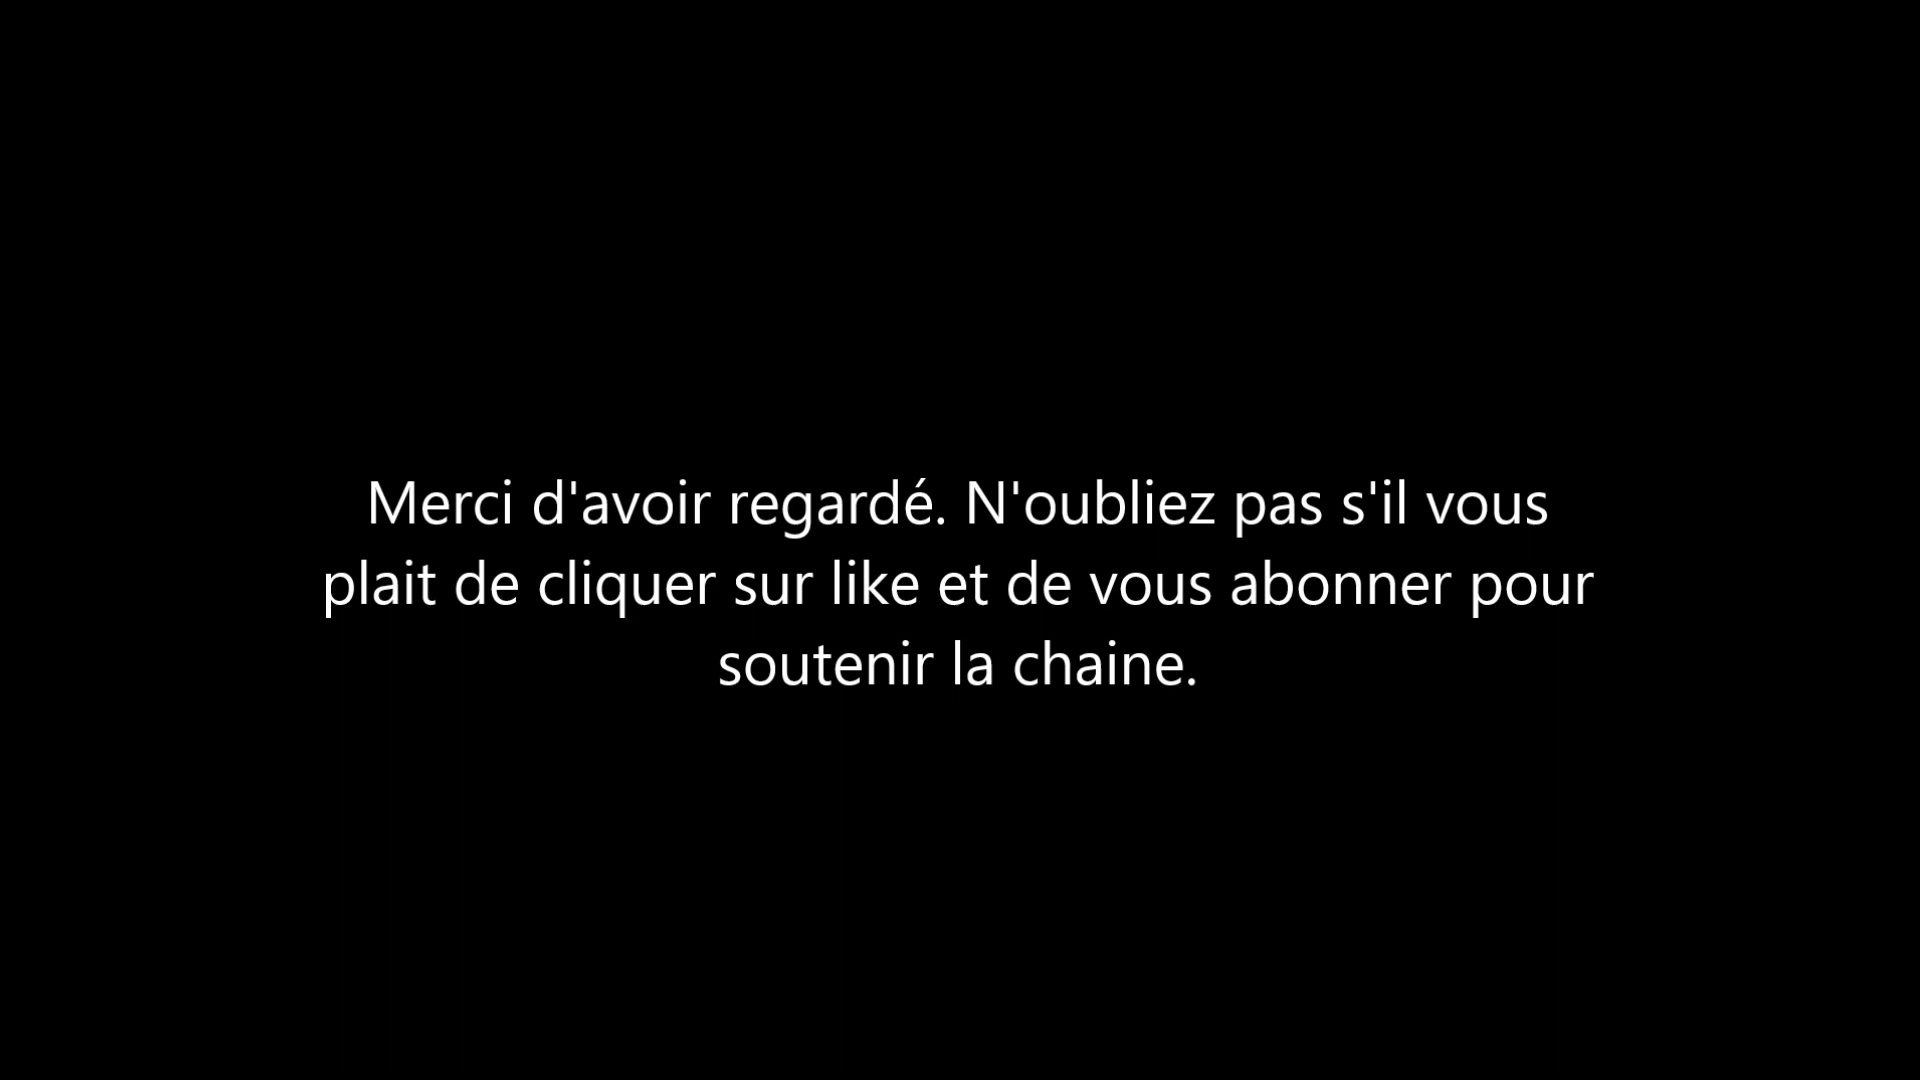 Merci d'avoir regardé. N'oubliez pas s'il vous
plait de cliquer sur like et de vous abonner pour
soutenir la chaine.